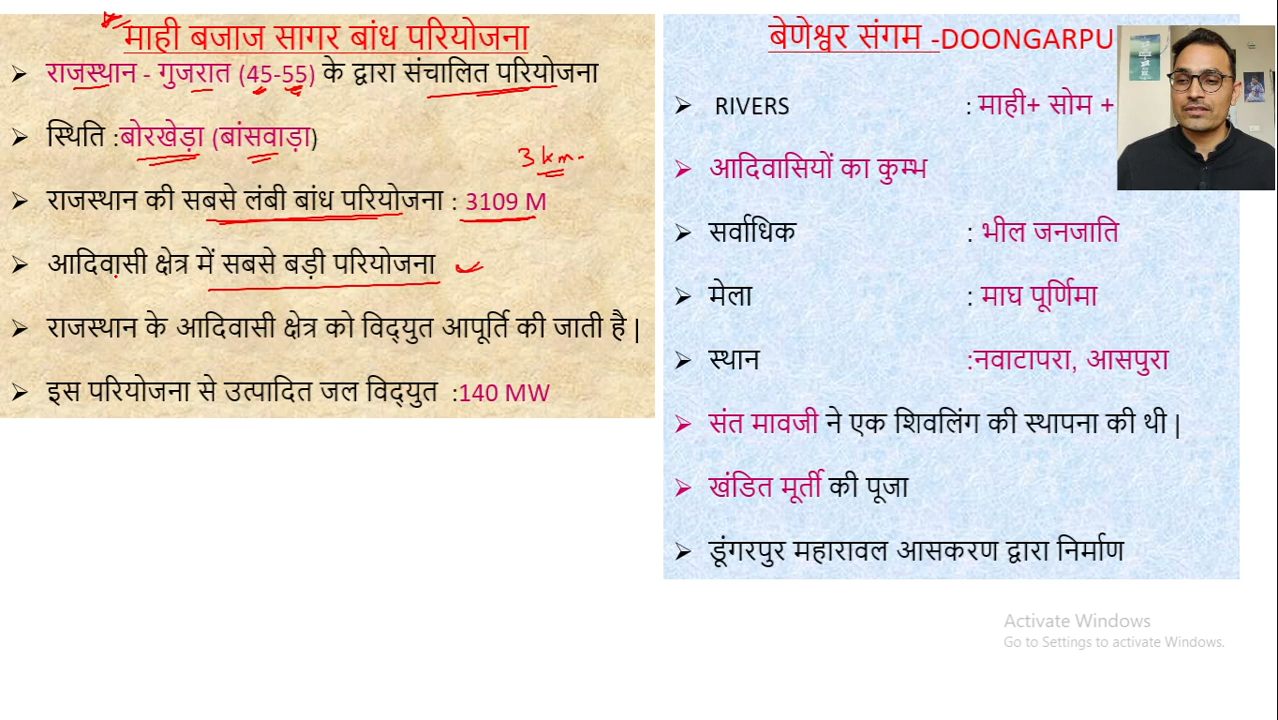 माही बजाज सागर बांध परियोजना
राजस्थान - गुजरात (45-55) के द्वारा संचालित परियोजना
स्थिति :बोरखेड़ा (बांसवाड़ा)
3 km.
राजस्थान की सबसे लंबी बांध परियोजना : 3109 M
आदिवासी क्षेत्र में सबसे बड़ी परियोजना
राजस्थान के आदिवासी क्षेत्र को विद्युत आपूर्ति की जाती है |
इस परियोजना से उत्पादित जल विद्युत :140 MW
बेणेश्वर संगम -DOONGARPU
RIVERS : माही+ सोम +
आदिवासियों का कुम्भ
सर्वाधिक : भील जनजाति
मेला : माघ पूर्णिमा
स्थान :नवाटापरा, आसपुरा
संत मावजी ने एक शिवलिंग की स्थापना की थी |
खंडित मूर्ती की पूजा
डूंगरपुर महारावल आसकरण द्वारा निर्माण
Activate Windows
Go to Settings to activate Windows.